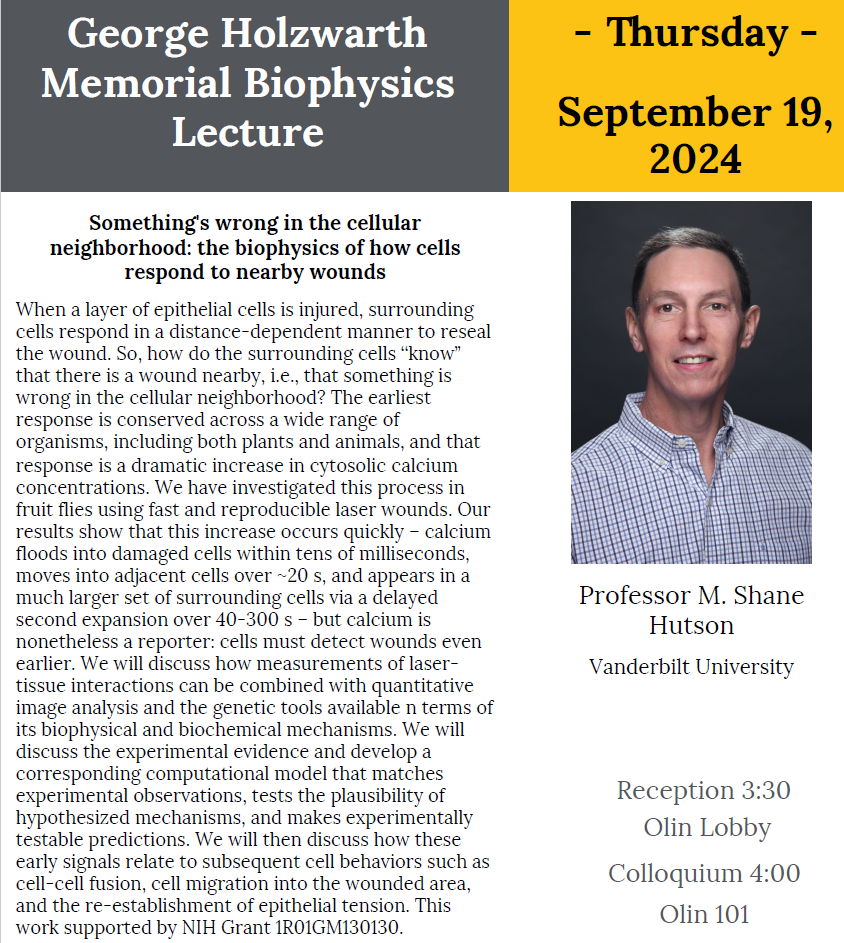 George Holzwarth
Memorial Biophysics
Lecture
- Thursday -
September 19,
2024
Something's wrong in the cellular
neighborhood: the biophysics of how cells
respond to nearby wounds
When a layer of epithelial cells is injured, surrounding
cells respond in a distance-dependent manner to reseal
the wound. So, how do the surrounding cells “know”
that there is a wound nearby, i.e., that something is
wrong in the cellular neighborhood? The earliest
response is conserved across a wide range of
organisms, including both plants and animals, and that
response is a dramatic increase in cytosolic calcium
concentrations. We have investigated this process in
fruit flies using fast and reproducible laser wounds. Our
results show that this increase occurs quickly – calcium
floods into damaged cells within tens of milliseconds,
moves into adjacent cells over ~20 s, and appears in a
much larger set of surrounding cells via a delayed
second expansion over 40-300 s – but calcium is
nonetheless a reporter: cells must detect wounds even
earlier. We will discuss how measurements of laser-
tissue interactions can be combined with quantitative
image analysis and the genetic tools available n terms of
its biophysical and biochemical mechanisms. We will
discuss the experimental evidence and develop a
corresponding computational model that matches
experimental observations, tests the plausibility of
hypothesized mechanisms, and makes experimentally
testable predictions. We will then discuss how these
early signals relate to subsequent cell behaviors such as
cell-cell fusion, cell migration into the wounded area,
and the re-establishment of epithelial tension. This
work supported by NIH Grant 1R01GM130130.
Professor M. Shane
Hutson
Vanderbilt University
Reception 3:30
Olin Lobby
Colloquium 4:00
Olin 101